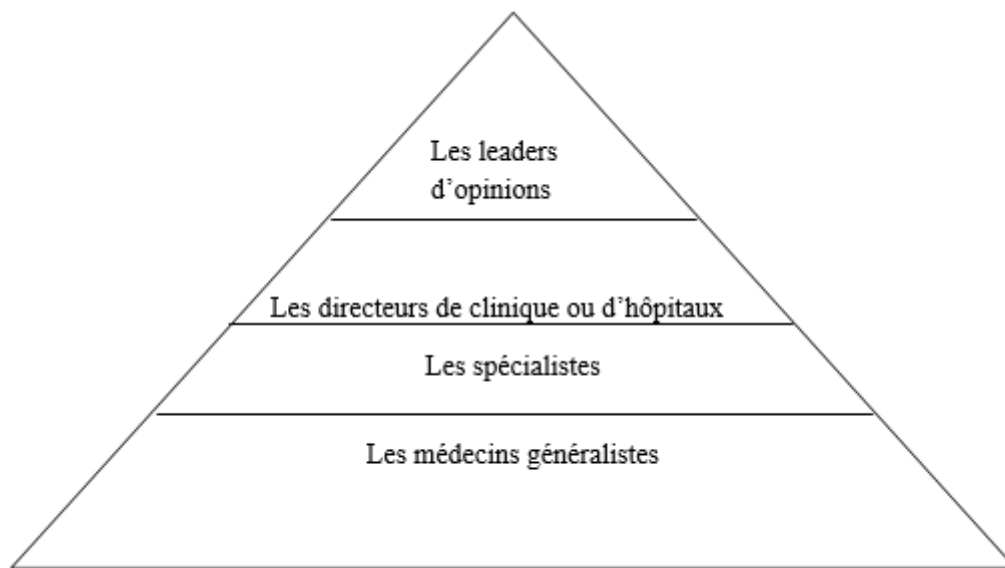 Les leaders
d’opinions
Les directeurs de clinique ou d’hôpitaux
Les spécialistes
Les médecins généralistes